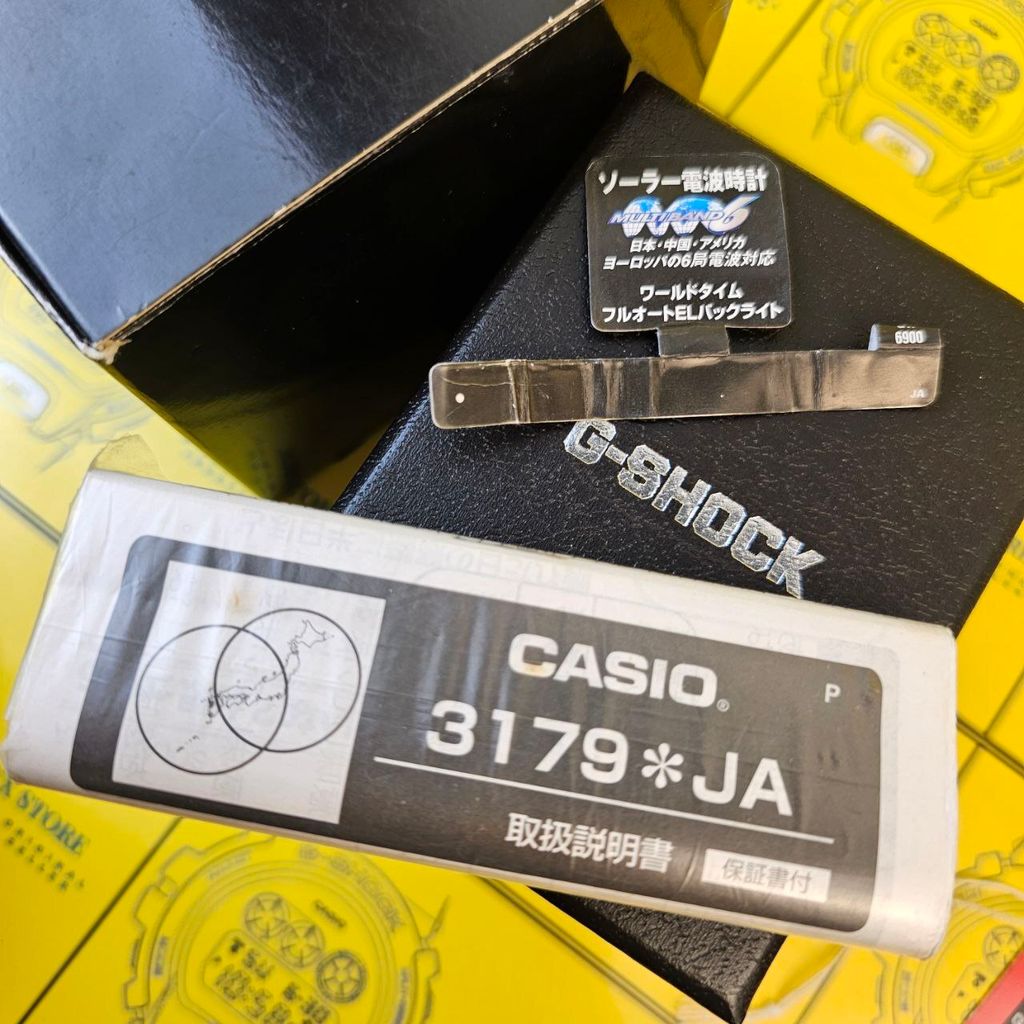 ソーラー電波時計
MULTIBAND 6
日本・中国・アメリカ
ヨーロッパの6局電波対応
ワールドタイム
フルオートELバックライト
6900
JA
G-SHOCK
CASIO®
P
3179＊JA
取扱説明書
保証書付
STORE